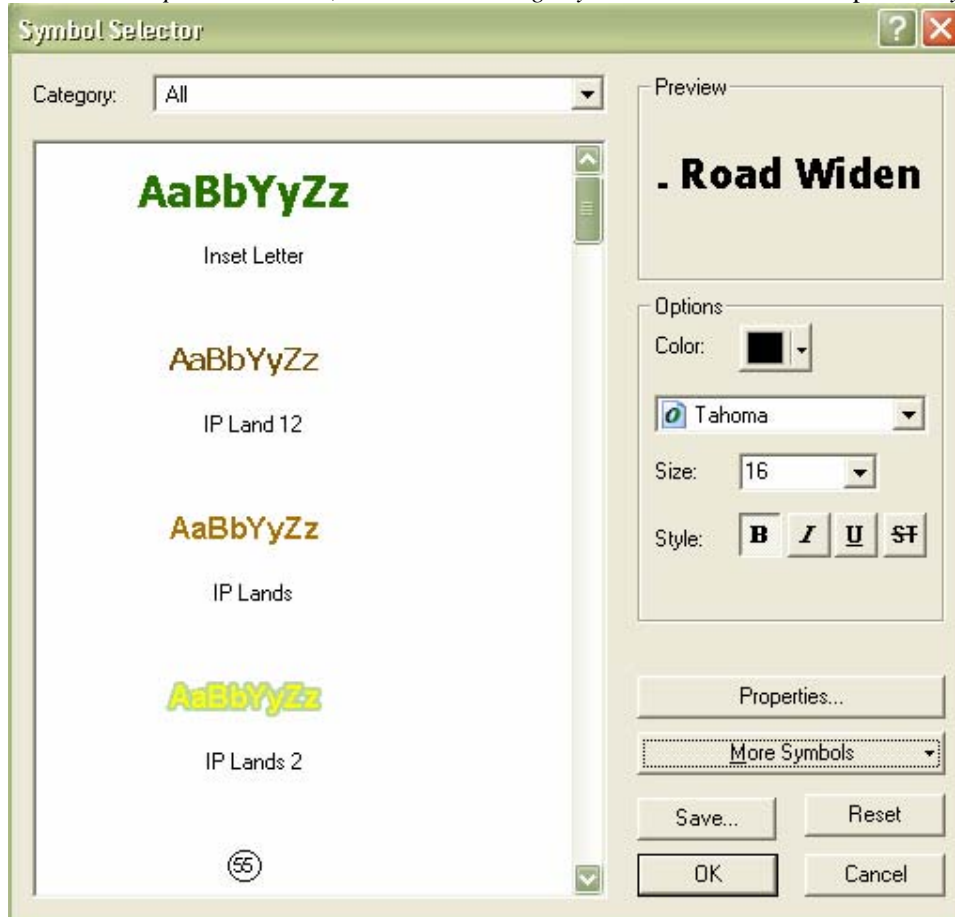 Symbol Selector
Category: All
AaBbYyZz
Inset Letter
AaBbYyZz
IP Land 12
AaBbYyZz
IP Lands
AaBbYyZz
IP Lands 2
55
Preview
. Road Widen
Options
Color:
Tahoma
Size: 16
Style: B I U ST
Properties...
More Symbols
Save... Reset
OK Cancel